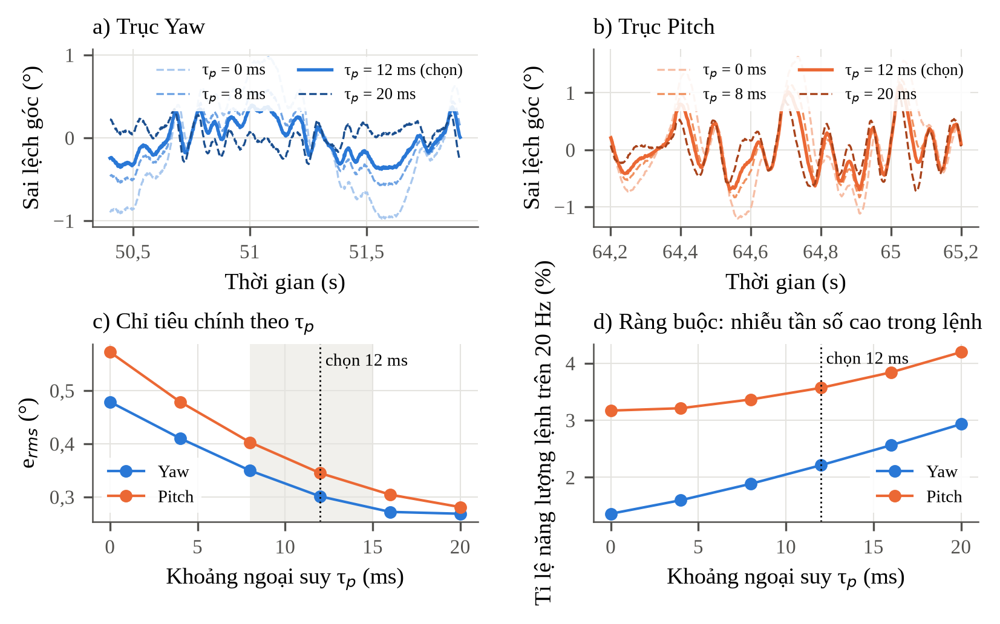 a) Trục Yaw
Sai lệch góc (°)
1
0
−1
τp = 0 ms
τp = 8 ms
τp = 12 ms (chọn)
τp = 20 ms
50,5 51 51,5
Thời gian (s)
b) Trục Pitch
Sai lệch góc (°)
1
0
−1
τp = 0 ms
τp = 8 ms
τp = 12 ms (chọn)
τp = 20 ms
64,2 64,4 64,6 64,8 65 65,2
Thời gian (s)
c) Chỉ tiêu chính theo τp
erms (°)
0,5
0,4
0,3
chọn 12 ms
Yaw
Pitch
0 5 10 15 20
Khoảng ngoại suy τp (ms)
d) Ràng buộc: nhiễu tần số cao trong lệnh
Tỉ lệ năng lượng lệnh trên 20 Hz (%)
4
3
2
chọn 12 ms
Yaw
Pitch
0 5 10 15 20
Khoảng ngoại suy τp (ms)